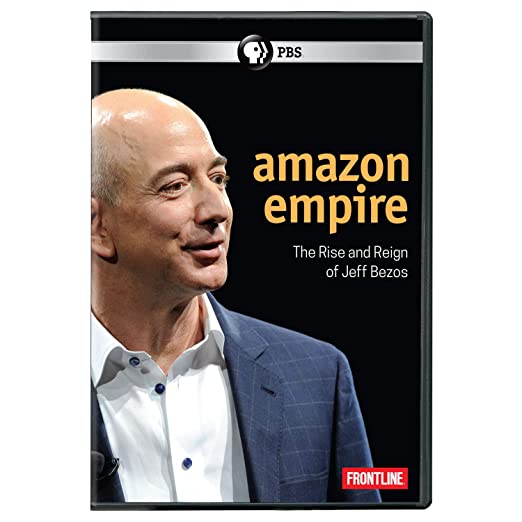 PBS
amazon
empire
The Rise and Reign
of Jeff Bezos
FRONTLINE